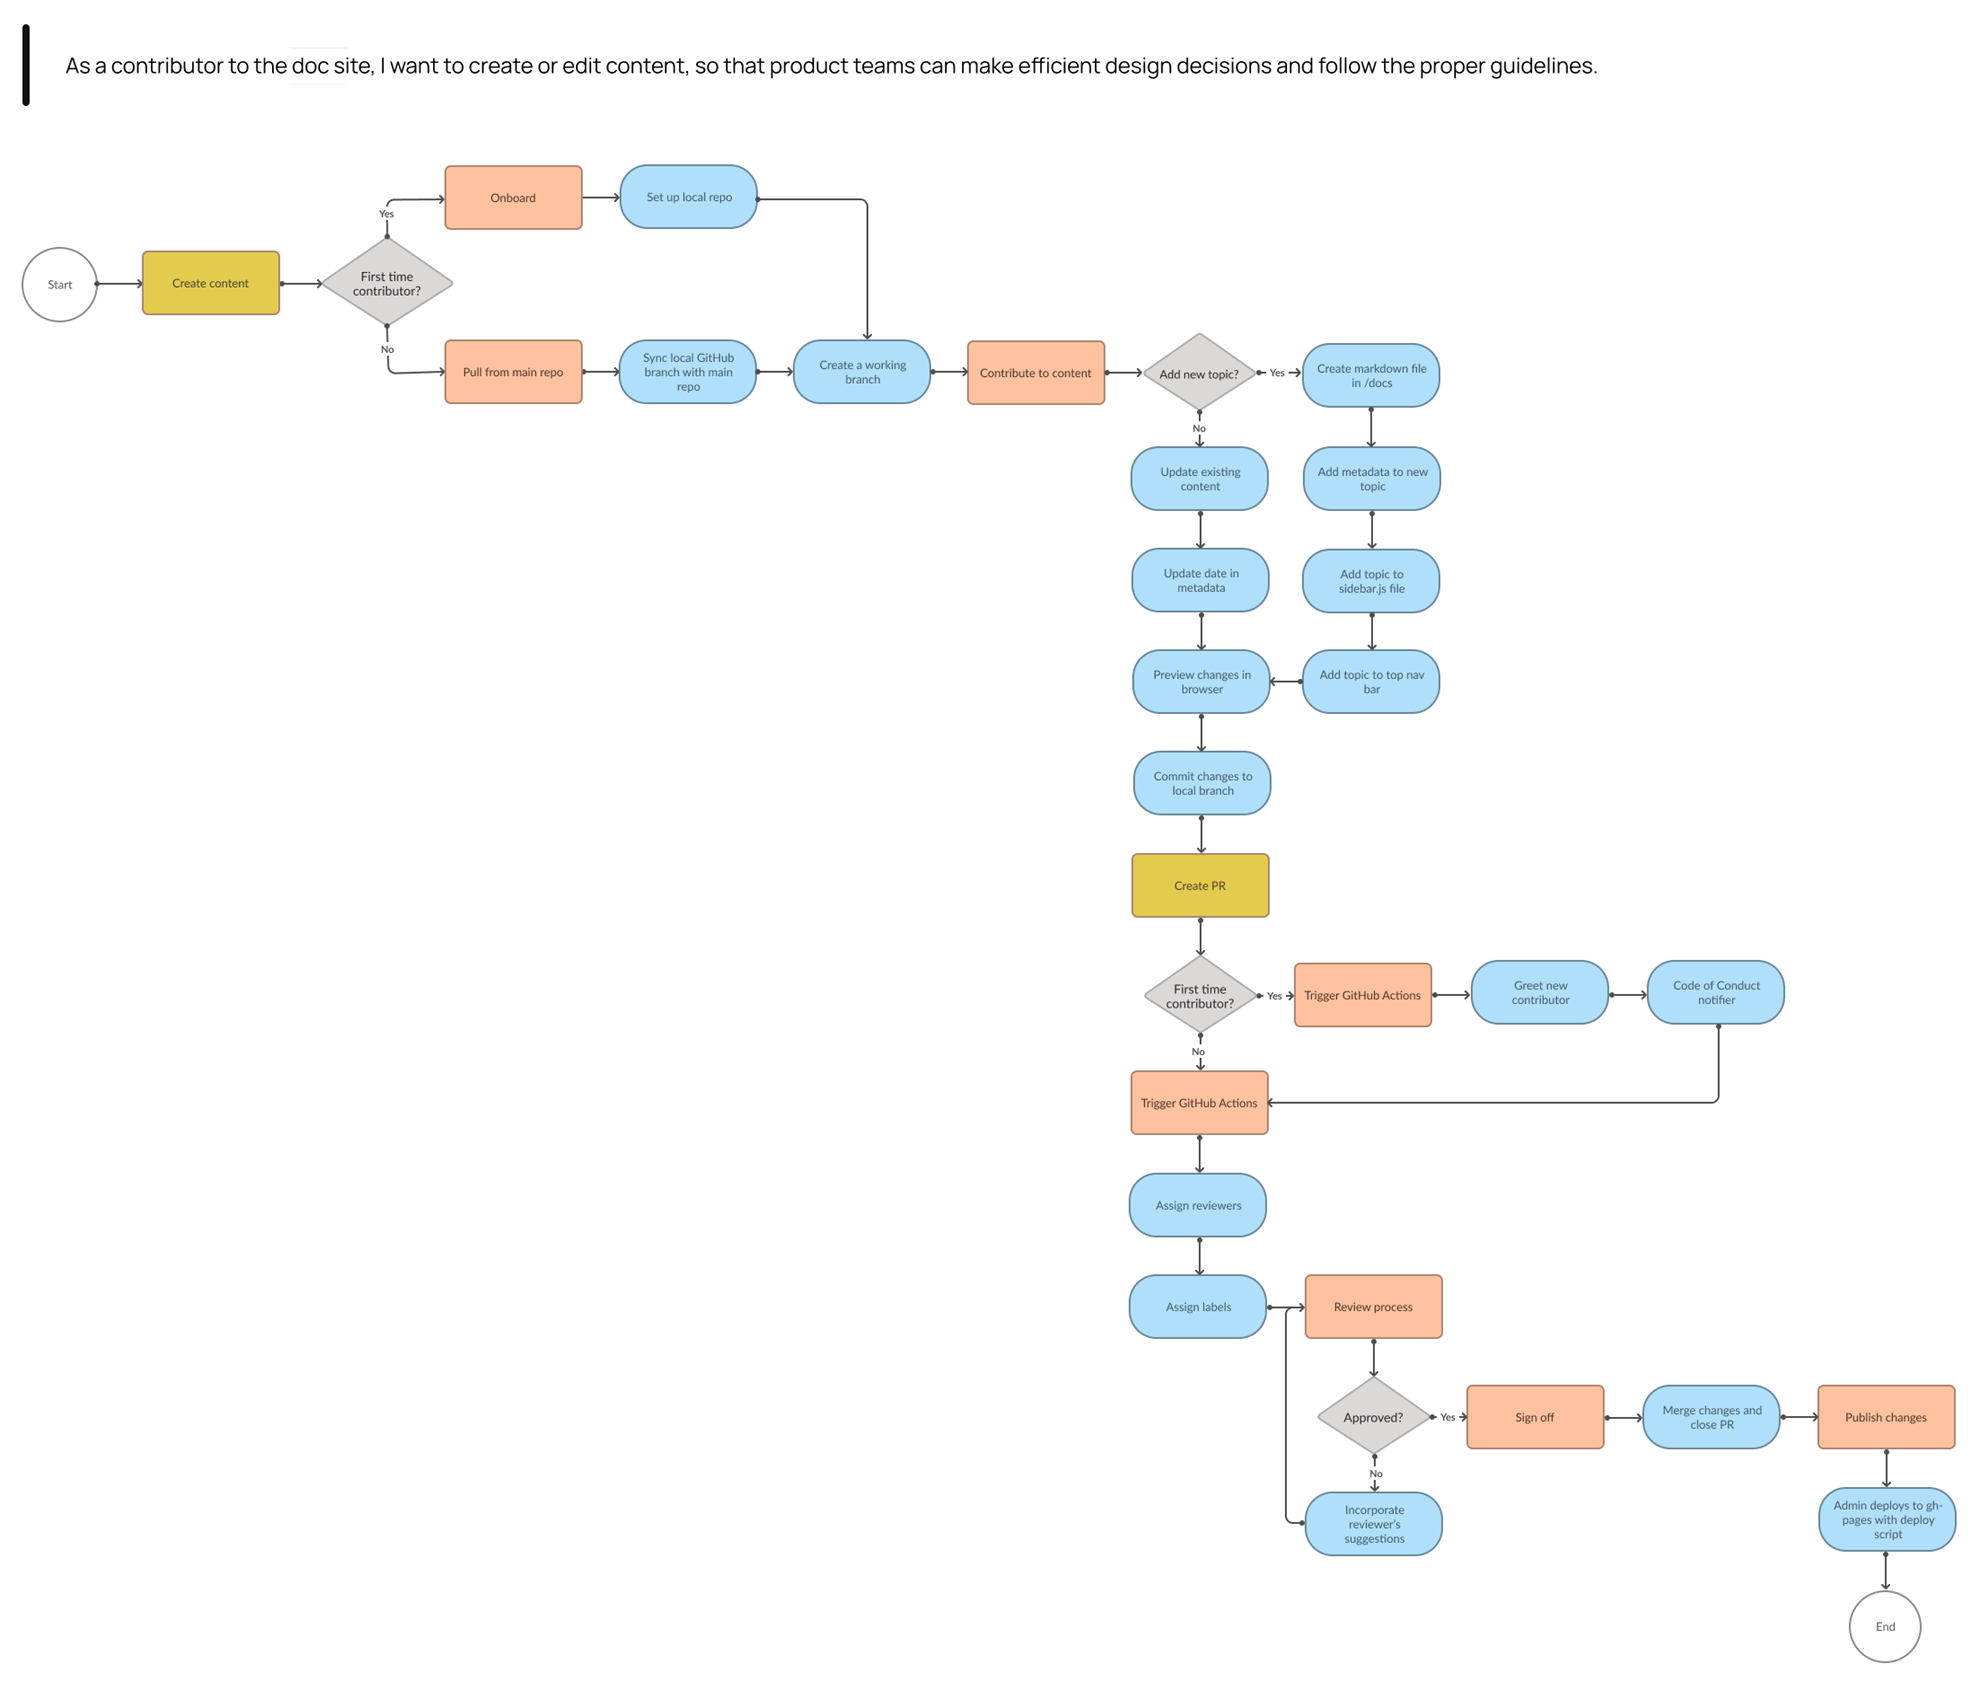 As a contributor to the doc site, I want to create or edit content, so that product teams can make efficient design decisions and follow the proper guidelines.
Onboard
Set up local repo
Yes
Start
Create content
First time
contributor?
No
Pull from main repo
Sync local GitHub
branch with main
repo
Create a working
branch
Contribute to content
Add new topic?
Yes
Create markdown file
in /docs
No
Update existing
content
Add metadata to new
topic
Update date in
metadata
Add topic to
sidebar.js file
Preview changes in
browser
Add topic to top nav
bar
Commit changes to
local branch
Create PR
First time
contributor?
Yes
Trigger GitHub Actions
Greet new
contributor
Code of Conduct
notifier
No
Trigger GitHub Actions
Assign reviewers
Assign labels
Review process
Approved?
Yes
Sign off
Merge changes and
close PR
Publish changes
No
Incorporate
reviewer's
suggestions
Admin deploys to gh-
pages with deploy
script
End